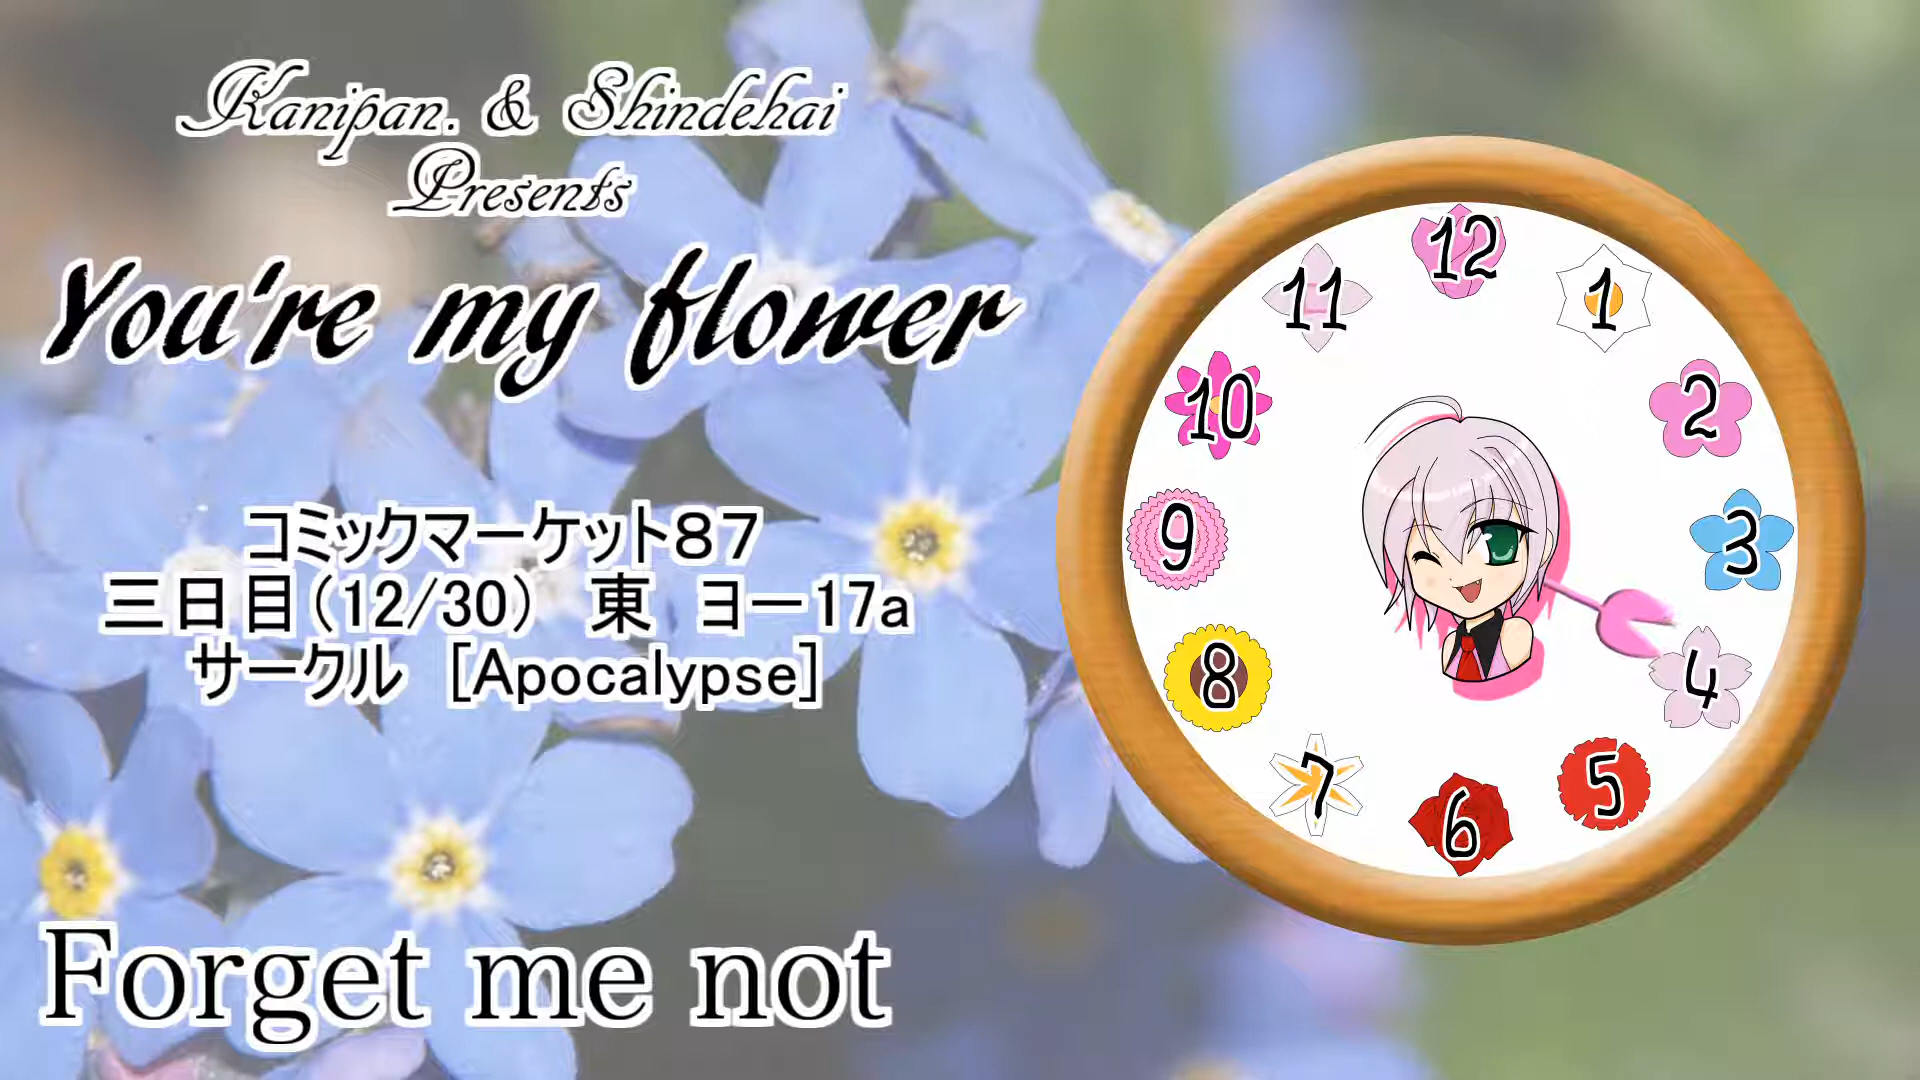 Kanipan. & Shindehai
Presents
You're my flower
コミックマーケット８７
三日目（12/30）　東　ヨー17a
サークル　[Apocalypse]
Forget me not
12
11
1
10
2
9
3
8
4
7
5
6